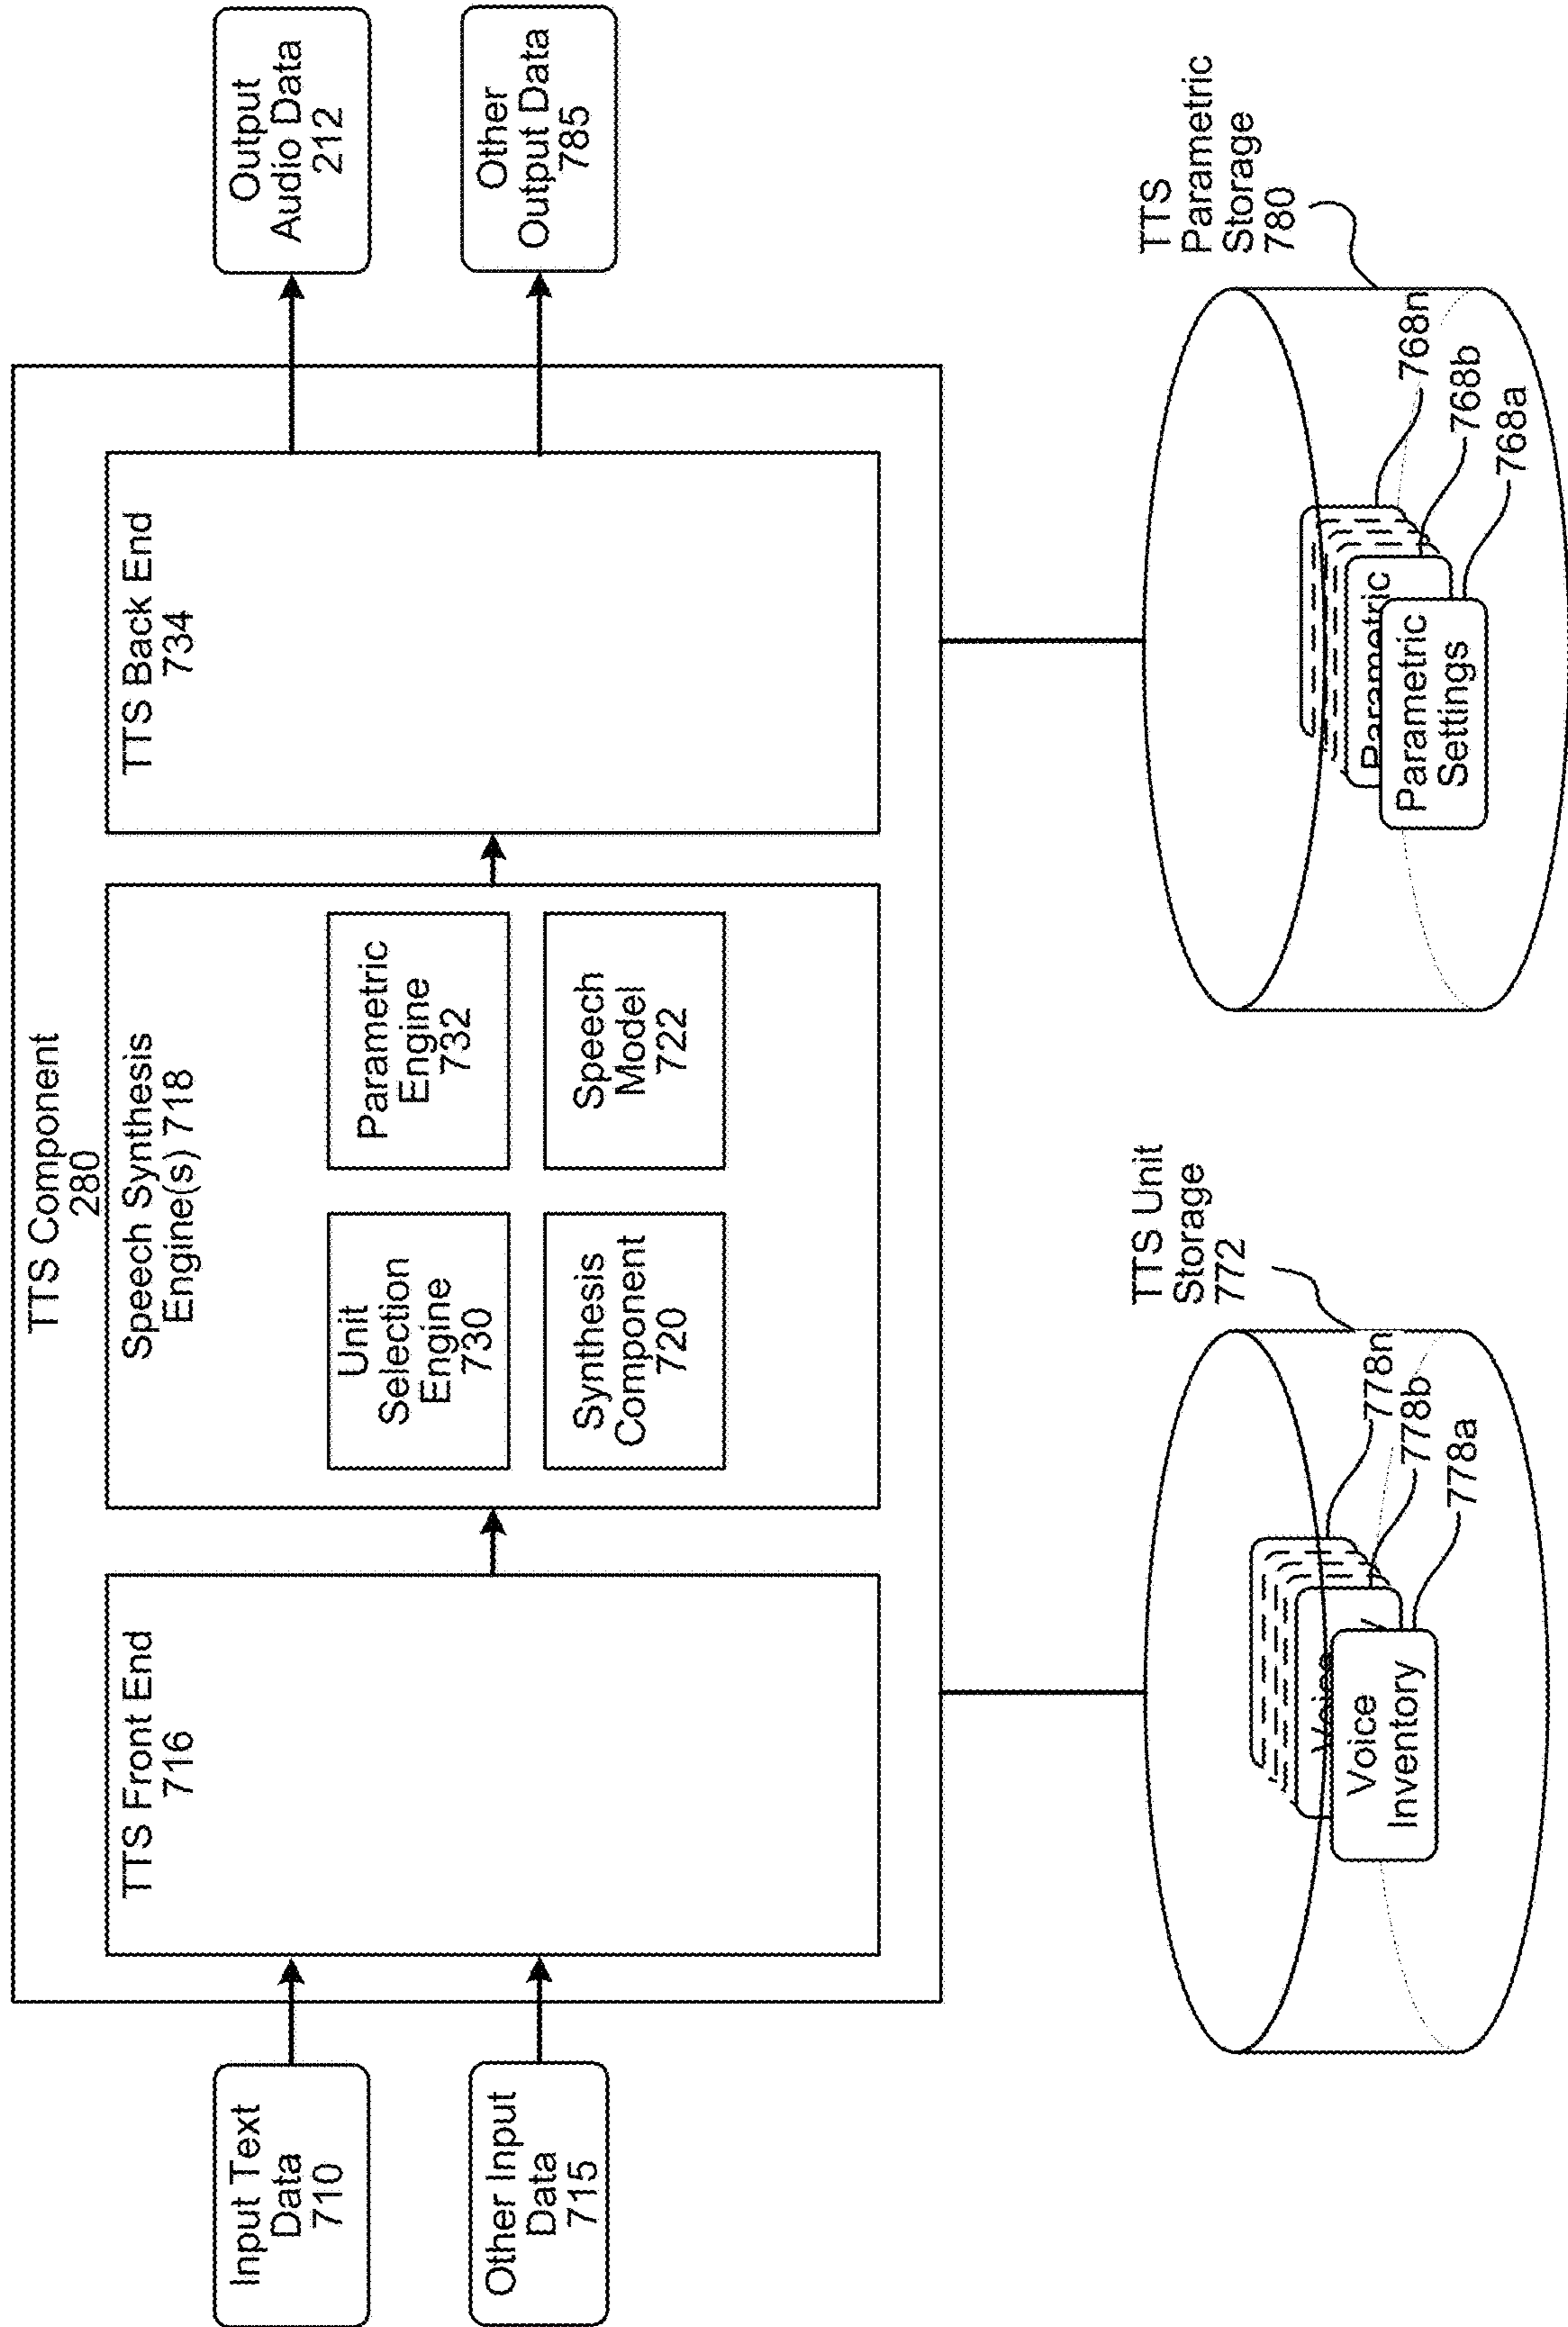 TTS Component
280
Input Text
Data
710
Other Input
Data
715
TTS Front End
716
Speech Synthesis
Engine(s) 718
Unit
Selection
Engine
730
Parametric
Engine
732
Synthesis
Component
720
Speech
Model
722
TTS Back End
734
Output
Audio Data
212
Other
Output Data
785
TTS Unit
Storage
772
778n
778b
778a
Voice
Inventory
TTS
Parametric
Storage
780
768n
768b
768a
Parametric
Parametric
Settings